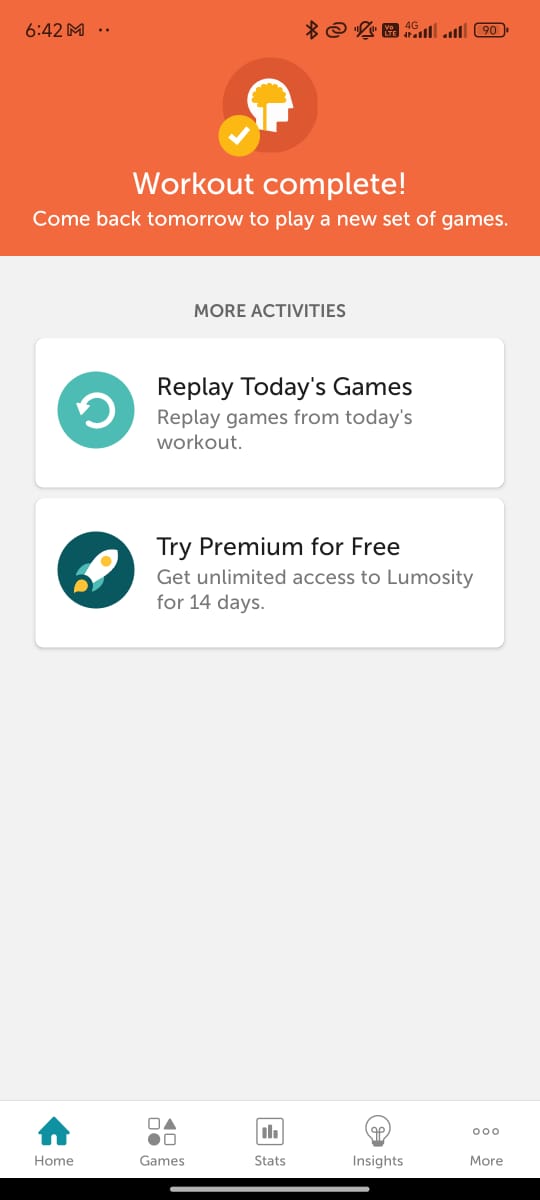 6:42
Vo LTE 4G 90
Workout complete!
Come back tomorrow to play a new set of games.
MORE ACTIVITIES
Replay Today's Games
Replay games from today's
workout.
Try Premium for Free
Get unlimited access to Lumosity
for 14 days.
Home Games Stats Insights More